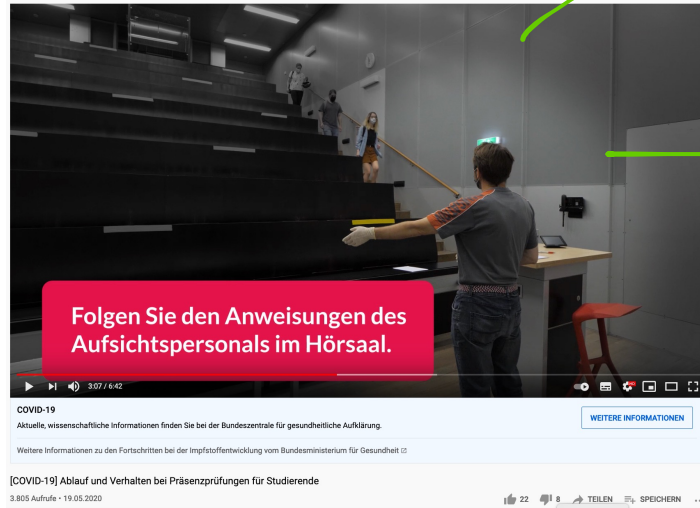 Folgen Sie den Anweisungen des
Aufsichtspersonals im Hörsaal.
3:07 / 6:42
COVID-19
Aktuelle, wissenschaftliche Informationen finden Sie bei der Bundeszentrale für gesundheitliche Aufklärung.
WEITERE INFORMATIONEN
Weitere Informationen zu den Fortschritten bei der Impfstoffentwicklung vom Bundesministerium für Gesundheit
[COVID-19] Ablauf und Verhalten bei Präsenzprüfungen für Studierende
3.805 Aufrufe • 19.05.2020
22 8 TEILEN SPEICHERN